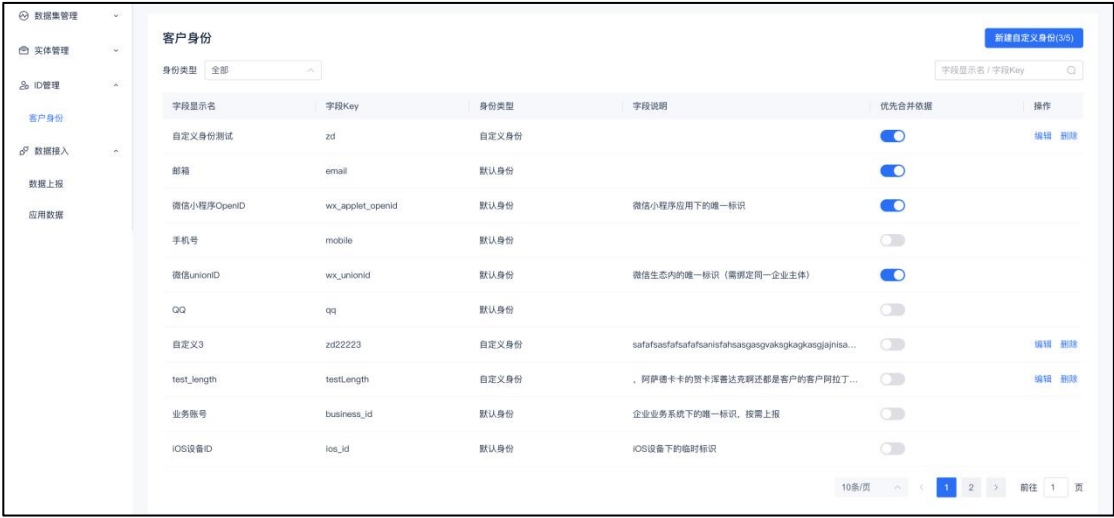 数据集管理
实体管理
ID管理
客户身份
数据接入
数据上报
应用数据
客户身份
新建自定义身份(3/5)
身份类型 全部
字段显示名 / 字段Key
字段显示名 字段Key 身份类型 字段说明 优先合并依据 操作
自定义身份测试 zd 自定义身份 编辑 删除
邮箱 email 默认身份
微信小程序OpenID wx_applet_openid 默认身份 微信小程序应用下的唯一标识
手机号 mobile 默认身份
微信unionID wx_unionid 默认身份 微信生态内的唯一标识（需绑定同一企业主体）
QQ qq 默认身份
自定义3 zd22223 自定义身份 safafsasfafsafafsanisfahsasgasgvaksgkagkasgjajnisa... 编辑 删除
test_length testLength 自定义身份 ，阿萨德卡卡的贺卡浑善达克啊还都是客户的客户阿拉丁... 编辑 删除
业务账号 business_id 默认身份 企业业务系统下的唯一标识，按需上报
iOS设备ID ios_id 默认身份 iOS设备下的临时标识
10条/页 1 2 前往 1 页